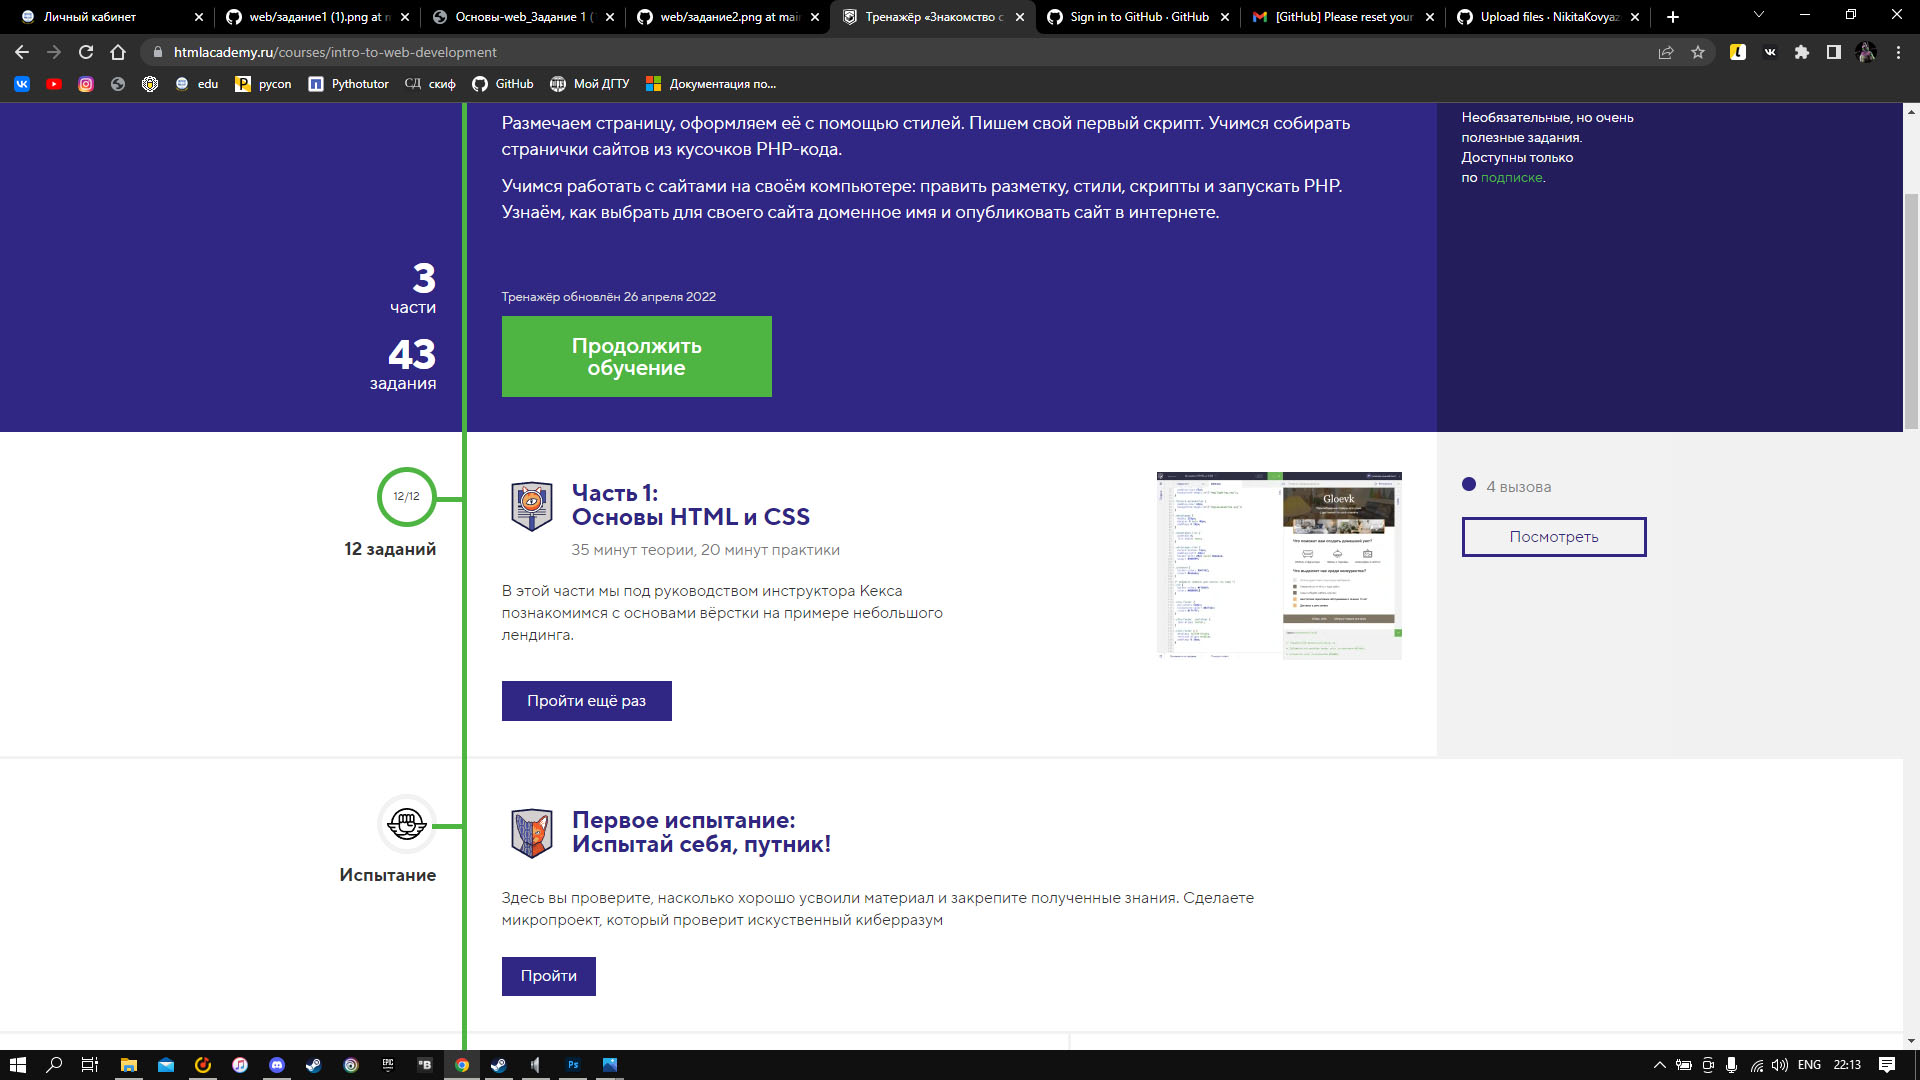 Личный кабинет
web/задание1 (1).png at m
Основы-web_Задание 1 (
web/задание2.png at mai
Тренажёр «Знакомство с
Sign in to GitHub · GitHub
[GitHub] Please reset your
Upload files · NikitaKovyaz
htmlacademy.ru/courses/intro-to-web-development
edu
русоn
Pythotutor
СД скиф
GitHub
Мой ДГТУ
Документация по...
Размечаем страницу, оформляем её с помощью стилей. Пишем свой первый скрипт. Учимся собирать
странички сайтов из кусочков PHP-кода.
Учимся работать с сайтами на своём компьютере: править разметку, стили, скрипты и запускать PHP.
Узнаём, как выбрать для своего сайта доменное имя и опубликовать сайт в интернете.
Необязательные, но очень
полезные задания.
Доступны только
по подписке.
3
части
43
задания
Тренажёр обновлён 26 апреля 2022
Продолжить
обучение
12/12
12 заданий
Часть 1:
Основы HTML и CSS
35 минут теории, 20 минут практики
В этой части мы под руководством инструктора Кекса
познакомимся с основами вёрстки на примере небольшого
лендинга.
Пройти ещё раз
Gloevk
4 вызова
Посмотреть
Испытание
Первое испытание:
Испытай себя, путник!
Здесь вы проверите, насколько хорошо усвоили материал и закрепите полученные знания. Сделаете
микропроект, который проверит искуственный киберразум
Пройти
EPIC
Ps
ENG
22:13